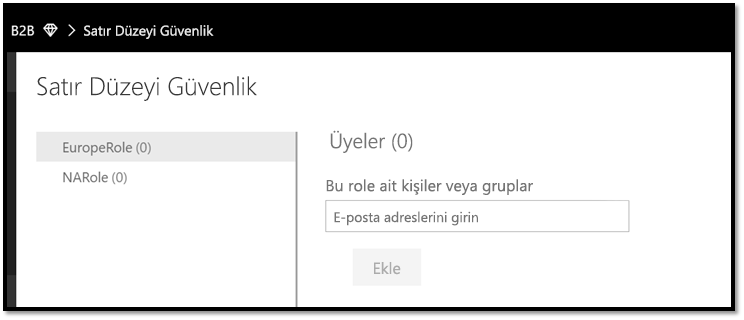 B2B > Satır Düzeyi Güvenlik
Satır Düzeyi Güvenlik
EuropeRole (0)
NARole (0)
Üyeler (0)
Bu role ait kişiler veya gruplar
E-posta adreslerini girin
Ekle